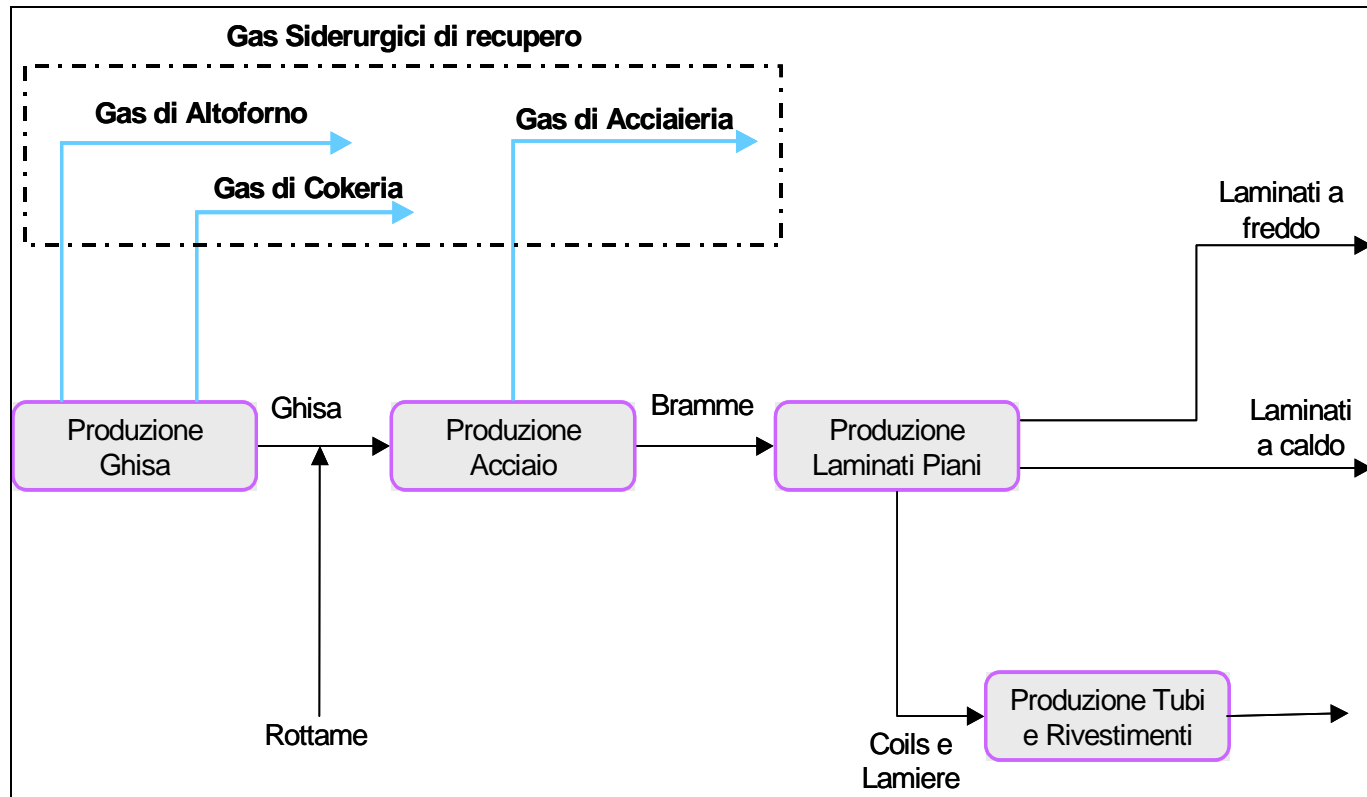 Gas Siderurgici di recupero
Gas di Altoforno
Gas di Acciaieria
Gas di Cokeria
Laminati a
freddo
Ghisa
Bramme
Laminati
a caldo
Produzione
Ghisa
Produzione
Acciaio
Produzione
Laminati Piani
Rottame
Coils e
Lamiere
Produzione Tubi
e Rivestimenti